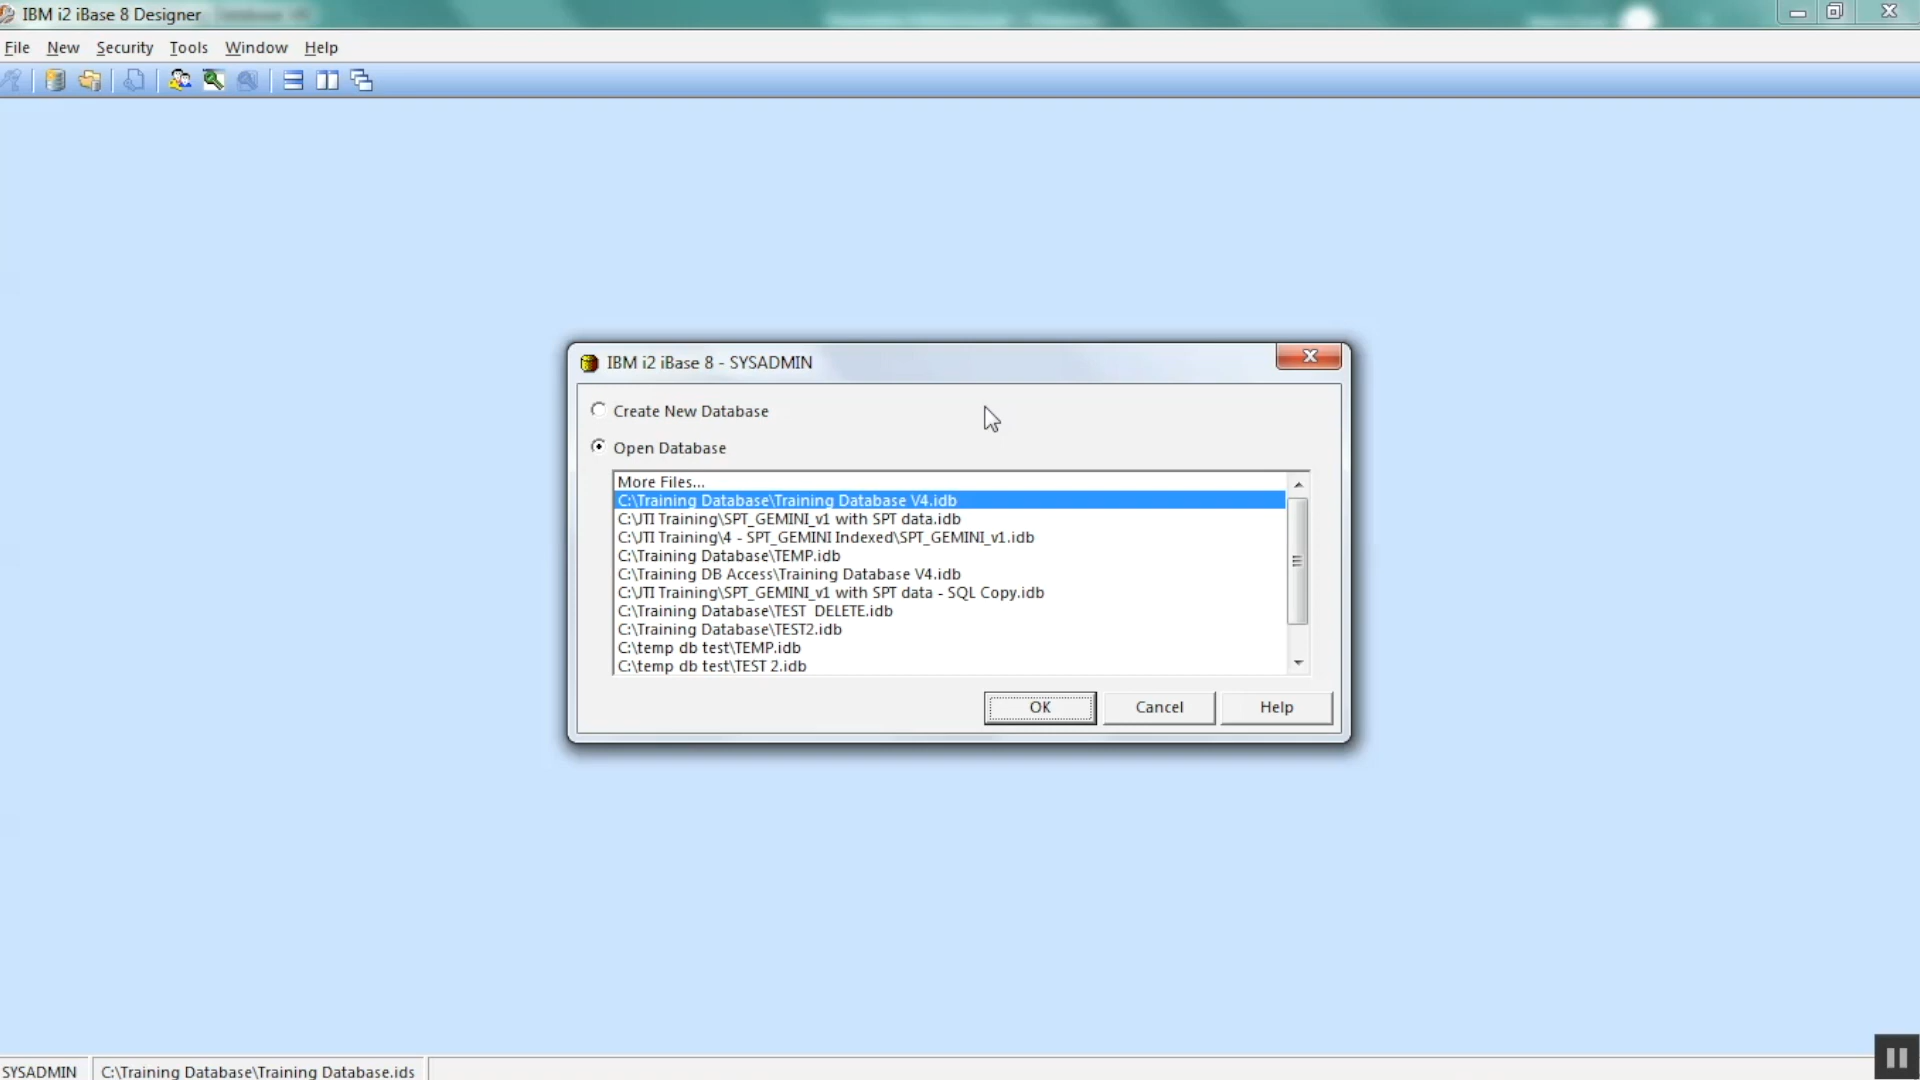 IBM i2 iBase 8 Designer
File New Security Tools Window Help
IBM i2 iBase 8 - SYSADMIN
Create New Database
Open Database
More Files...
C:\Training Database\Training Database V4.idb
C:\JTI Training\SPT_GEMINI_v1 with SPT data.idb
C:\JTI Training\4 - SPT_GEMINI Indexed\SPT_GEMINI_v1.idb
C:\Training Database\TEMP.idb
C:\Training DB Access\Training Database V4.idb
C:\JTI Training\SPT_GEMINI_v1 with SPT data - SQL Copy.idb
C:\Training Database\TEST DELETE.idb
C:\Training Database\TEST2.idb
C:\temp db test\TEMP.idb
C:\temp db test\TEST 2.idb
OK Cancel Help
SYSADMIN C:\Training Database\Training Database.ids